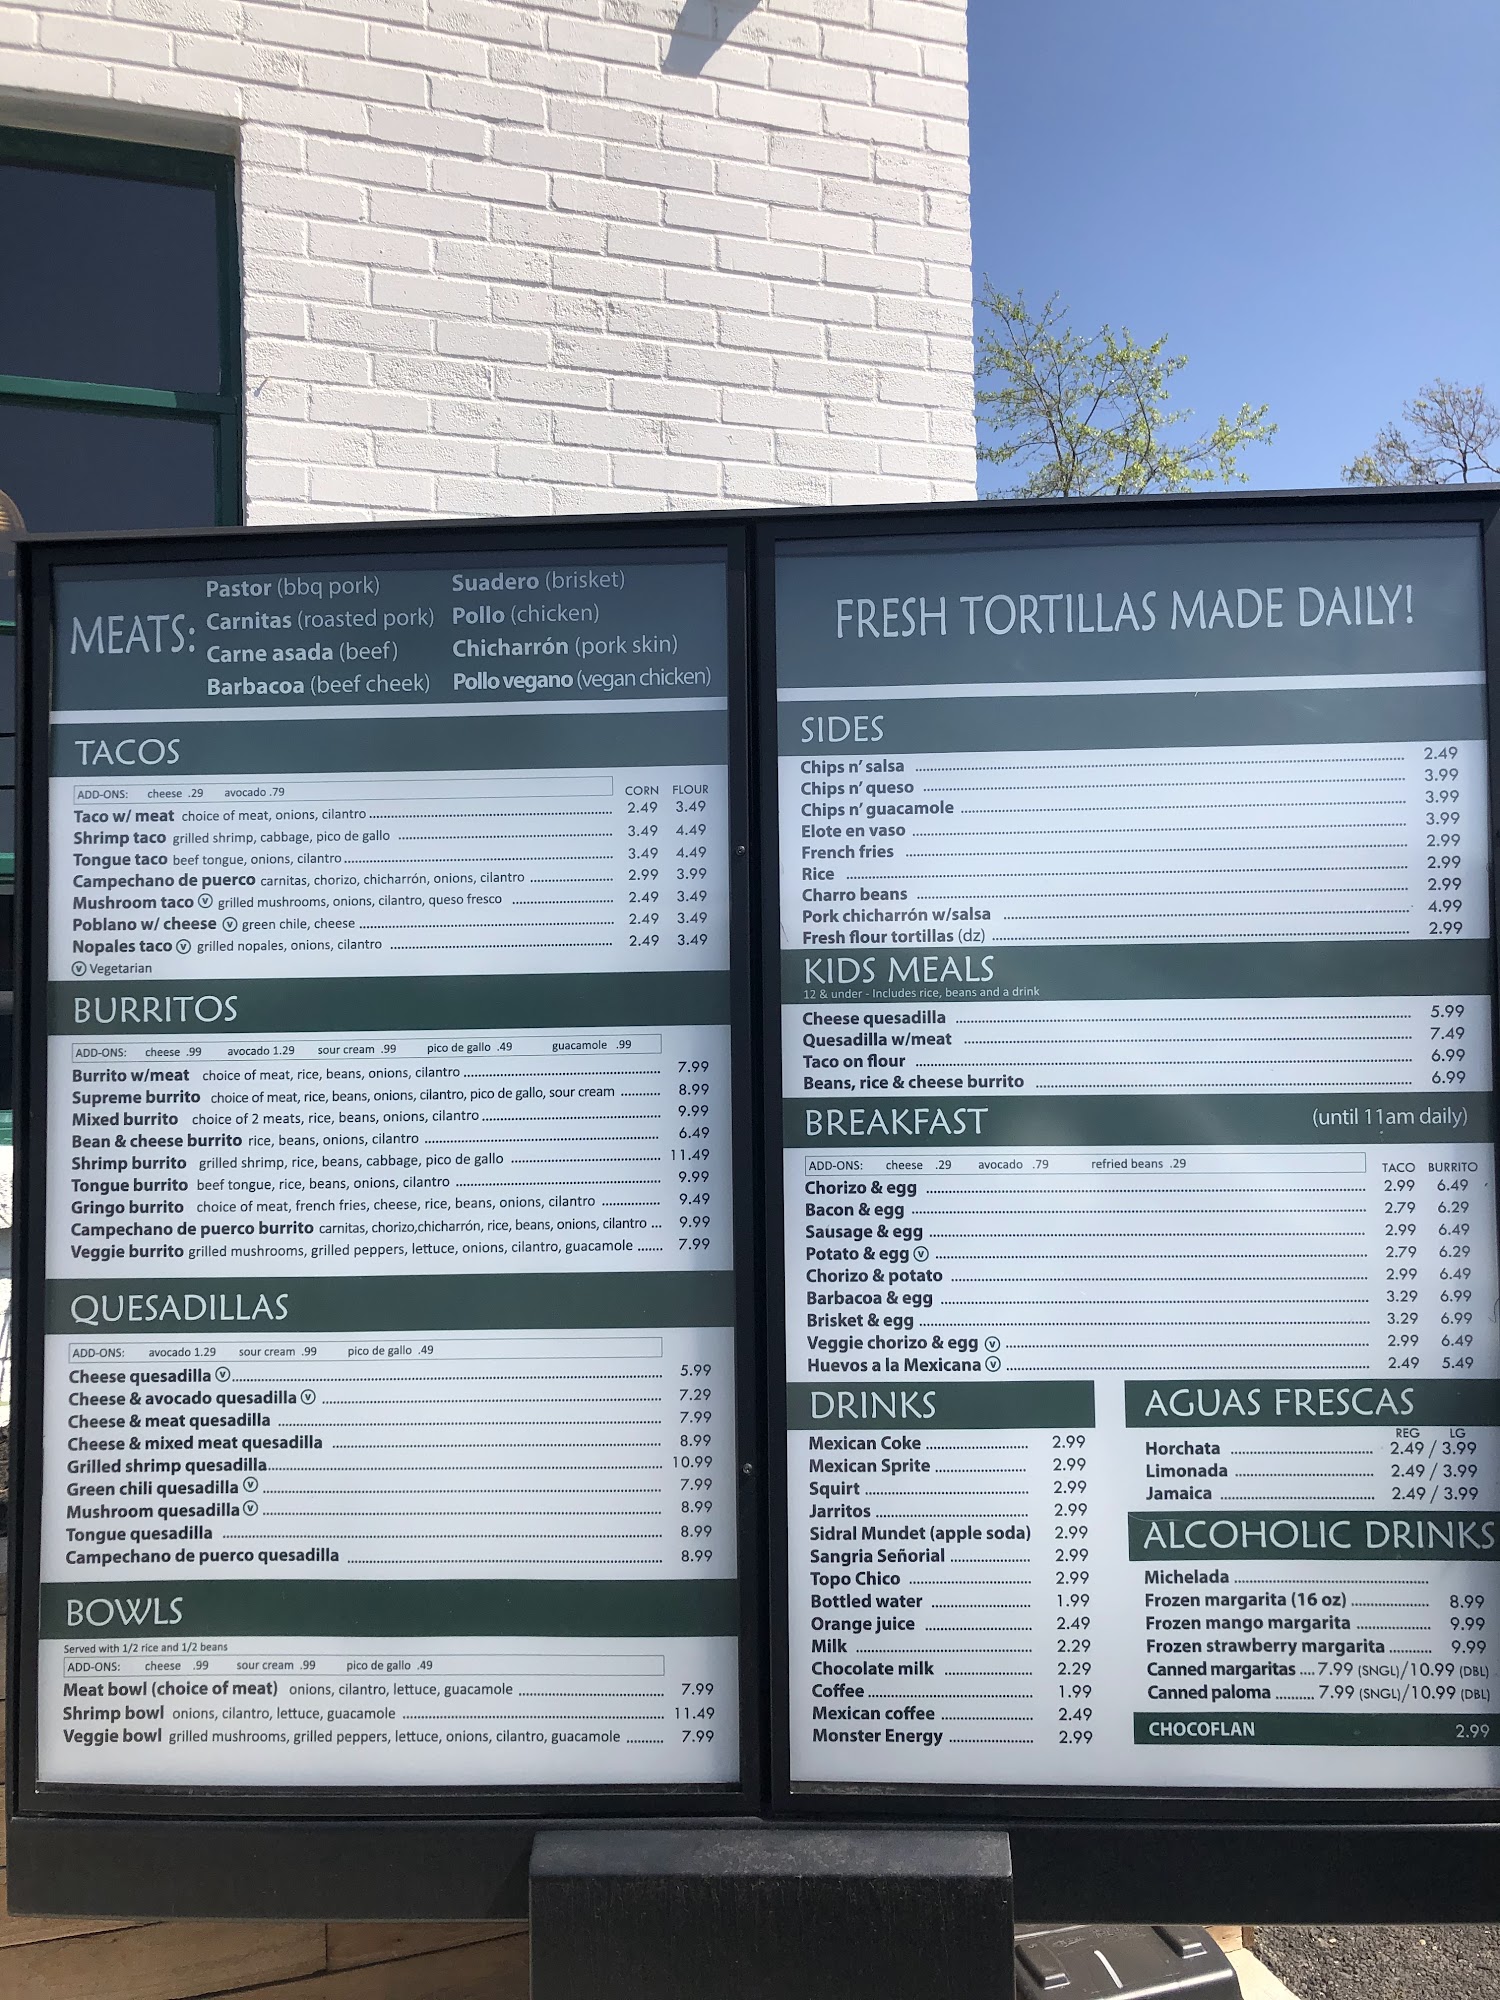 MEATS:
Pastor (bbq pork)
Carnitas (roasted pork)
Carne asada (beef)
Barbacoa (beef cheek)
Suadero (brisket)
Pollo (chicken)
Chicharrón (pork skin)
Pollo vegano (vegan chicken)
TACOS
ADD-ONS: cheese .29 avocado .79
CORN FLOUR
Taco w/ meat choice of meat, onions, cilantro 2.49 3.49
Shrimp taco grilled shrimp, cabbage, pico de gallo 3.49 4.49
Tongue taco beef tongue, onions, cilantro 3.49 4.49
Campechano de puerco carnitas, chorizo, chicharrón, onions, cilantro 2.99 3.99
Mushroom taco V grilled mushrooms, onions, cilantro, queso fresco 2.49 3.49
Poblano w/ cheese V green chile, cheese 2.49 3.49
Nopales taco V grilled nopales, onions, cilantro 2.49 3.49
V Vegetarian
BURRITOS
ADD-ONS: cheese .99 avocado 1.29 sour cream .99 pico de gallo .49 guacamole .99
Burrito w/meat choice of meat, rice, beans, onions, cilantro 7.99
Supreme burrito choice of meat, rice, beans, onions, cilantro, pico de gallo, sour cream 8.99
Mixed burrito choice of 2 meats, rice, beans, onions, cilantro 9.99
Bean & cheese burrito rice, beans, onions, cilantro 6.49
Shrimp burrito grilled shrimp, rice, beans, cabbage, pico de gallo 11.49
Tongue burrito beef tongue, rice, beans, onions, cilantro 9.99
Gringo burrito choice of meat, french fries, cheese, rice, beans, onions, cilantro 9.49
Campechano de puerco burrito carnitas, chorizo,chicharrón, rice, beans, onions, cilantro 9.99
Veggie burrito grilled mushrooms, grilled peppers, lettuce, onions, cilantro, guacamole 7.99
QUESADILLAS
ADD-ONS: avocado 1.29 sour cream .99 pico de gallo .49
Cheese quesadilla V 5.99
Cheese & avocado quesadilla V 7.29
Cheese & meat quesadilla 7.99
Cheese & mixed meat quesadilla 8.99
Grilled shrimp quesadilla 10.99
Green chili quesadilla V 7.99
Mushroom quesadilla V 8.99
Tongue quesadilla 8.99
Campechano de puerco quesadilla 8.99
BOWLS
Served with 1/2 rice and 1/2 beans
ADD-ONS: cheese .99 sour cream .99 pico de gallo .49
Meat bowl (choice of meat) onions, cilantro, lettuce, guacamole 7.99
Shrimp bowl onions, cilantro, lettuce, guacamole 11.49
Veggie bowl grilled mushrooms, grilled peppers, lettuce, onions, cilantro, guacamole 7.99
FRESH TORTILLAS MADE DAILY!
SIDES
Chips n' salsa 2.49
Chips n' queso 3.99
Chips n' guacamole 3.99
Elote en vaso 3.99
French fries 2.99
Rice 2.99
Charro beans 2.99
Pork chicharrón w/salsa 4.99
Fresh flour tortillas (dz) 2.99
KIDS MEALS
12 & under - Includes rice, beans and a drink
Cheese quesadilla 5.99
Quesadilla w/meat 7.49
Taco on flour 6.99
Beans, rice & cheese burrito 6.99
BREAKFAST (until 11am daily)
ADD-ONS: cheese .29 avocado .79 refried beans .29
TACO BURRITO
Chorizo & egg 2.99 6.49
Bacon & egg 2.79 6.29
Sausage & egg 2.99 6.49
Potato & egg V 2.79 6.29
Chorizo & potato 2.99 6.49
Barbacoa & egg 3.29 6.99
Brisket & egg 3.29 6.99
Veggie chorizo & egg V 2.99 6.49
Huevos a la Mexicana V 2.49 5.49
DRINKS
Mexican Coke 2.99
Mexican Sprite 2.99
Squirt 2.99
Jarritos 2.99
Sidral Mundet (apple soda) 2.99
Sangria Señorial 2.99
Topo Chico 2.99
Bottled water 1.99
Orange juice 2.49
Milk 2.29
Chocolate milk 2.29
Coffee 1.99
Mexican coffee 2.49
Monster Energy 2.99
AGUAS FRESCAS
REG LG
Horchata 2.49 / 3.99
Limonada 2.49 / 3.99
Jamaica 2.49 / 3.99
ALCOHOLIC DRINKS
Michelada
Frozen margarita (16 oz) 8.99
Frozen mango margarita 9.99
Frozen strawberry margarita 9.99
Canned margaritas 7.99 (SNGL)/10.99 (DBL)
Canned paloma 7.99 (SNGL)/10.99 (DBL)
CHOCOFLAN 2.99